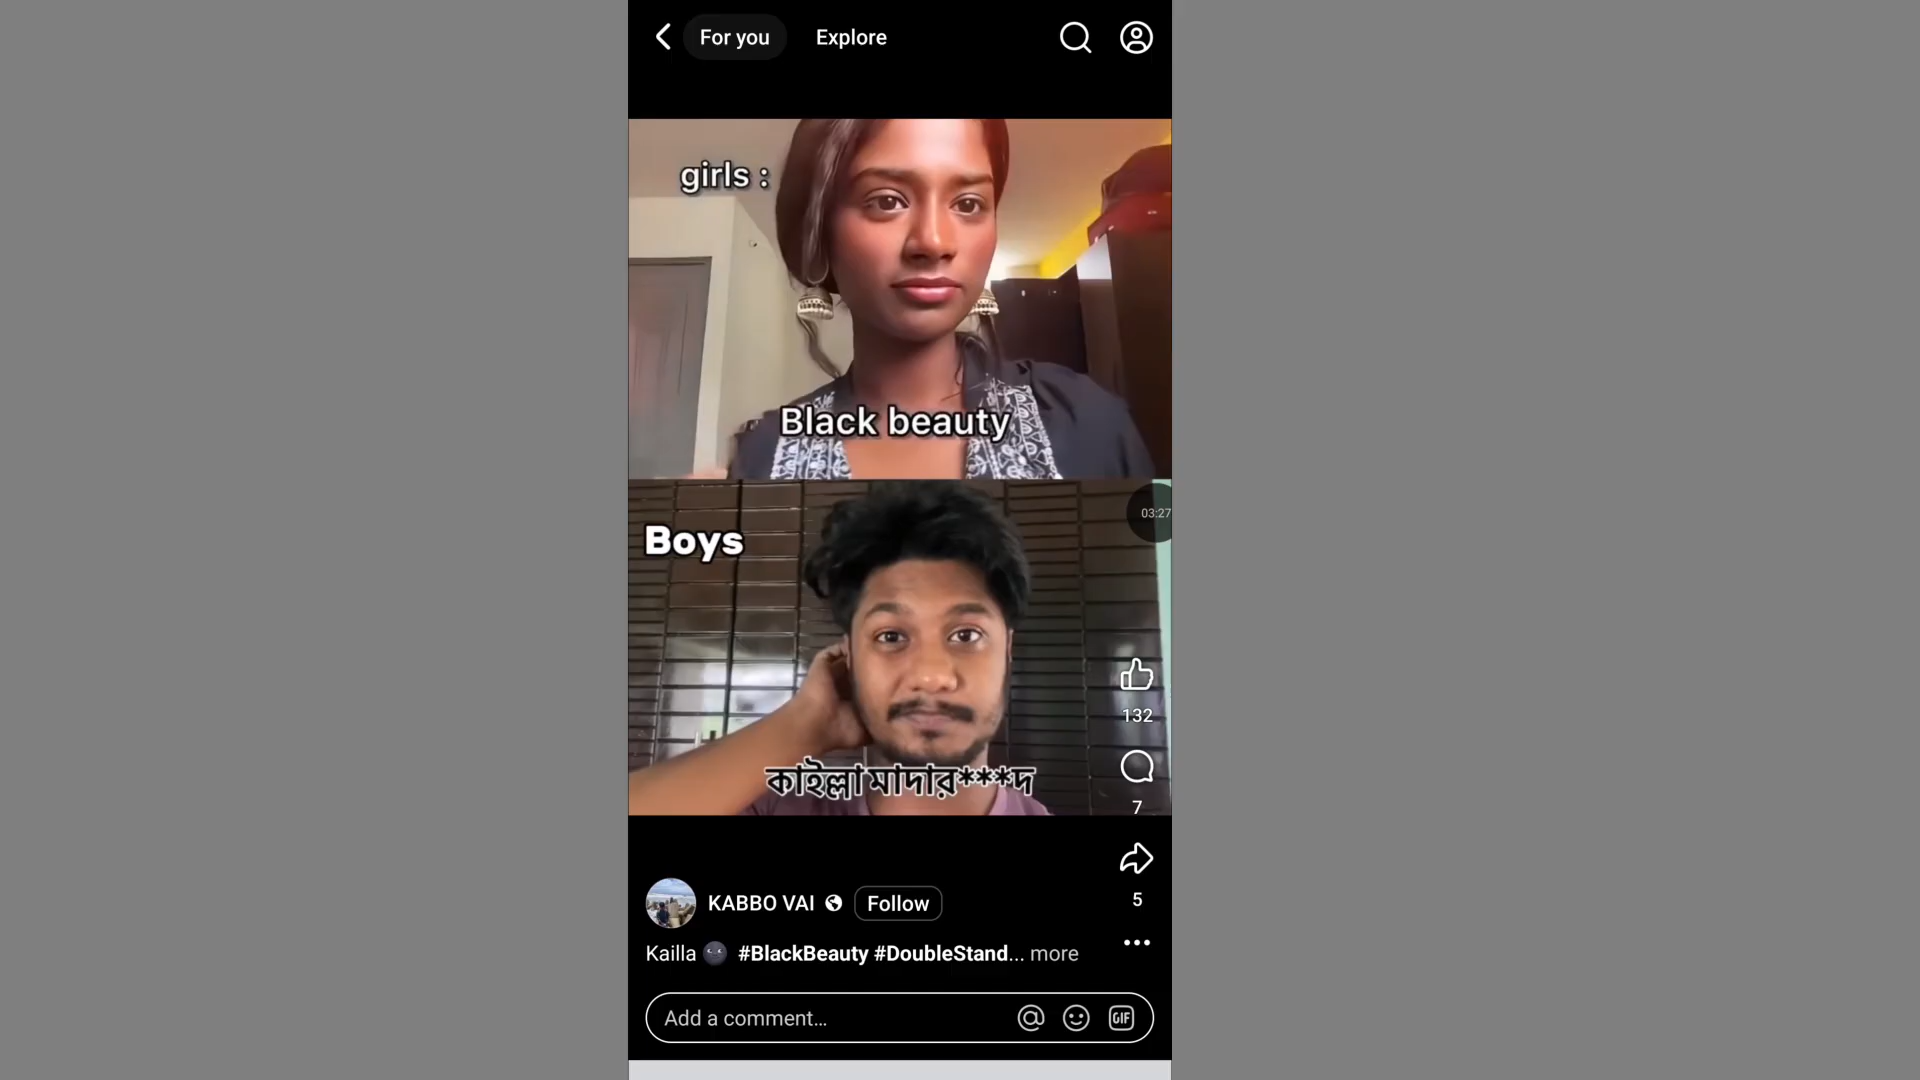 For you Explore
girls :
Black beauty
Boys
03:27
কাইল্লা মাদার***দ
132
7
5
KABBO VAI Follow
Kailla #BlackBeauty #DoubleStand... more
Add a comment... GIF